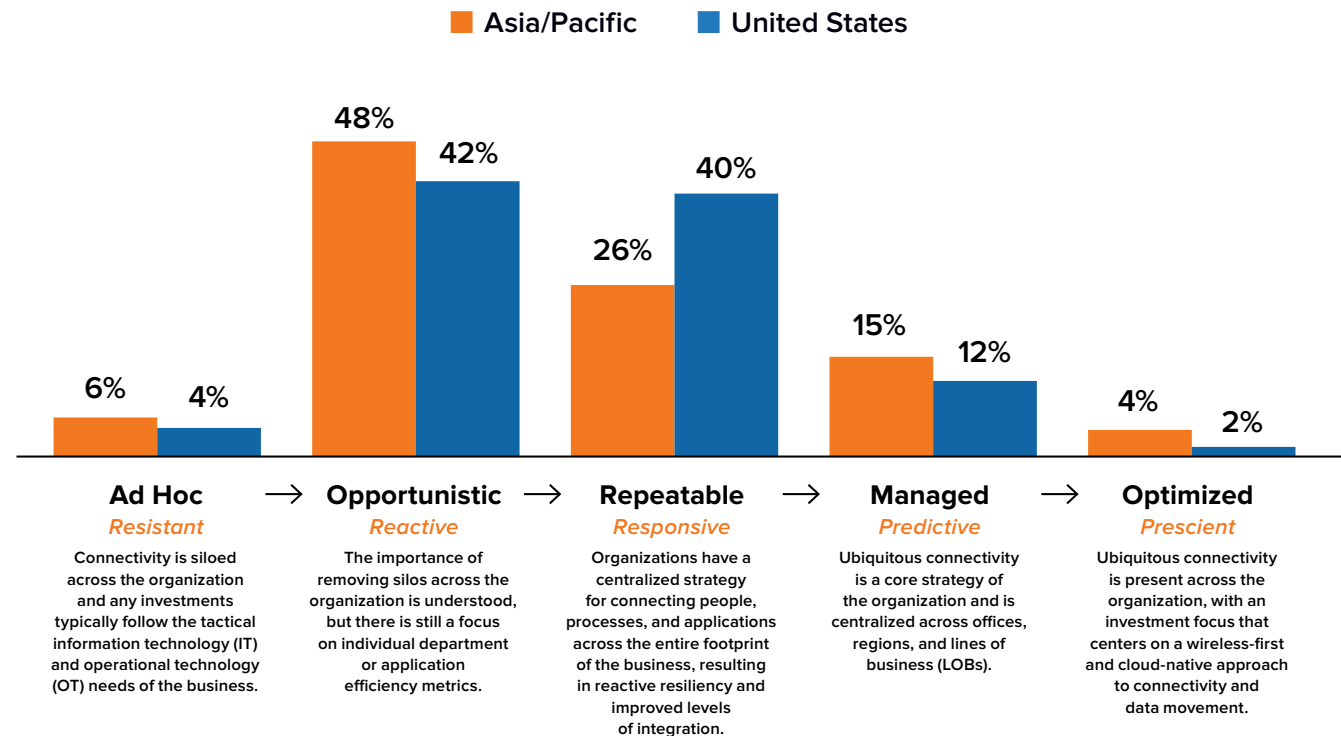 Asia/Pacific
United States
48%
42%
40%
26%
15%
12%
6%
4%
4%
2%
Ad Hoc → Opportunistic → Repeatable → Managed → Optimized
Resistant
Reactive
Responsive
Predictive
Prescient
Connectivity is siloed
across the organization
and any investments
typically follow the tactical
information technology (IT)
and operational technology
(OT) needs of the business.
The importance of
removing silos across the
organization is understood,
but there is still a focus
on individual department
or application
efficiency metrics.
Organizations have a
centralized strategy
for connecting people,
processes, and applications
across the entire footprint
of the business, resulting
in reactive resiliency and
improved levels
of integration.
Ubiquitous connectivity
is a core strategy of
the organization and is
centralized across offices,
regions, and lines of
business (LOBs).
Ubiquitous connectivity
is present across the
organization, with an
investment focus that
centers on a wireless-first
and cloud-native approach
to connectivity and
data movement.